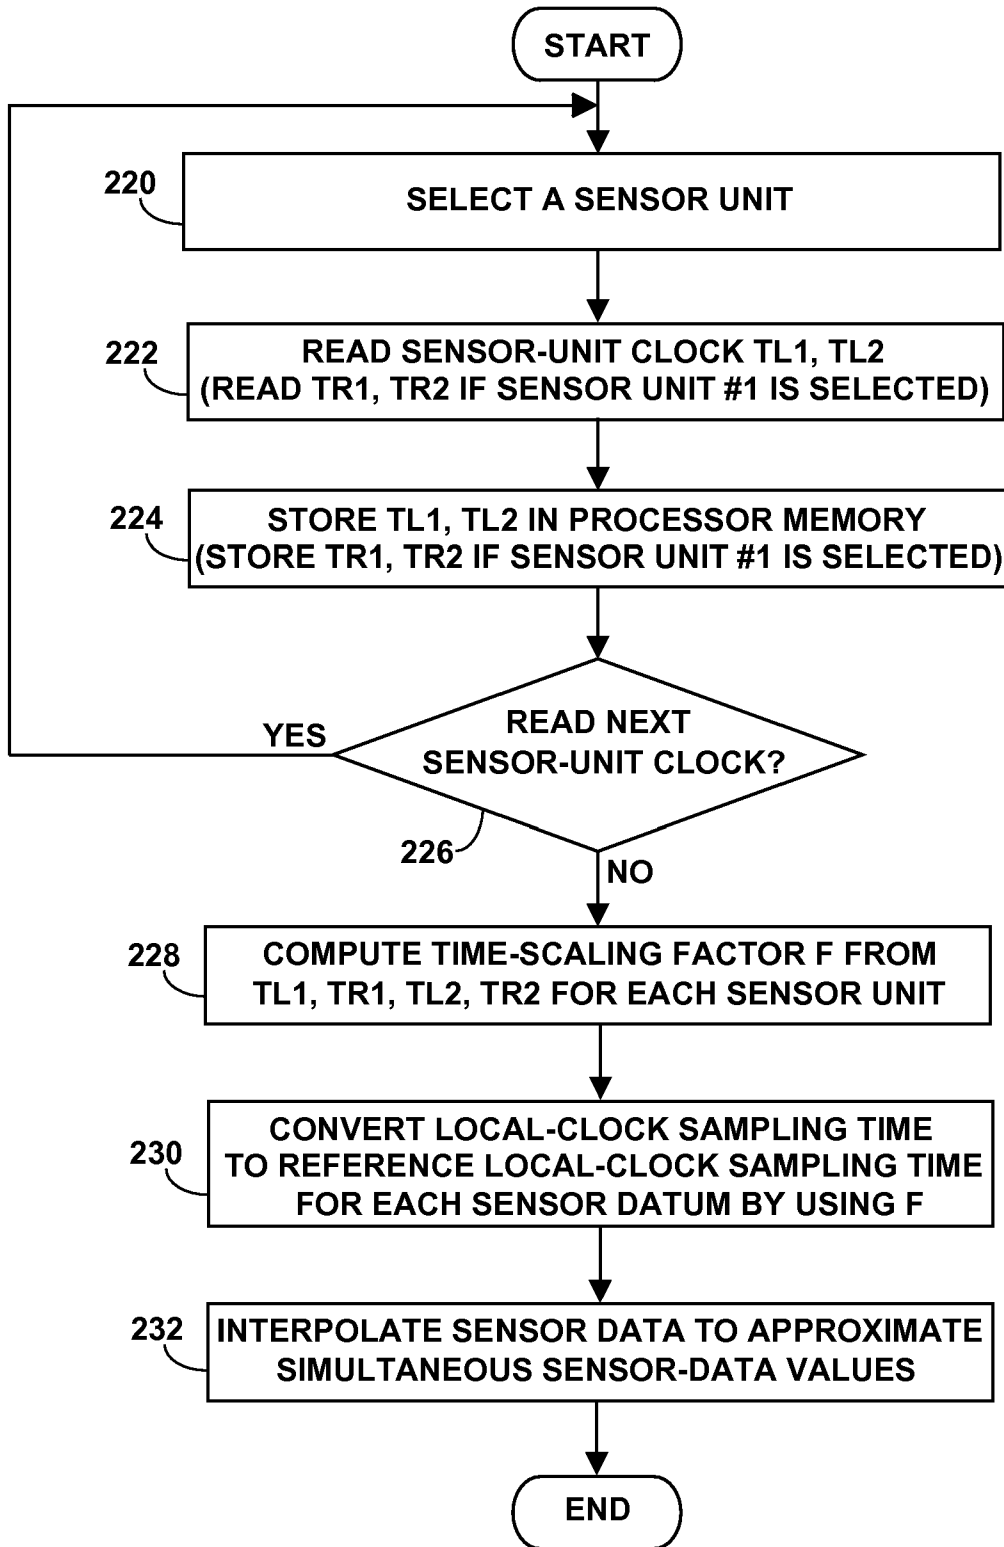 START
220
SELECT A SENSOR UNIT
222
READ SENSOR-UNIT CLOCK TL1, TL2
(READ TR1, TR2 IF SENSOR UNIT #1 IS SELECTED)
224
STORE TL1, TL2 IN PROCESSOR MEMORY
(STORE TR1, TR2 IF SENSOR UNIT #1 IS SELECTED)
YES
READ NEXT
SENSOR-UNIT CLOCK?
226
NO
228
COMPUTE TIME-SCALING FACTOR F FROM
TL1, TR1, TL2, TR2 FOR EACH SENSOR UNIT
230
CONVERT LOCAL-CLOCK SAMPLING TIME
TO REFERENCE LOCAL-CLOCK SAMPLING TIME
FOR EACH SENSOR DATUM BY USING F
232
INTERPOLATE SENSOR DATA TO APPROXIMATE
SIMULTANEOUS SENSOR-DATA VALUES
END